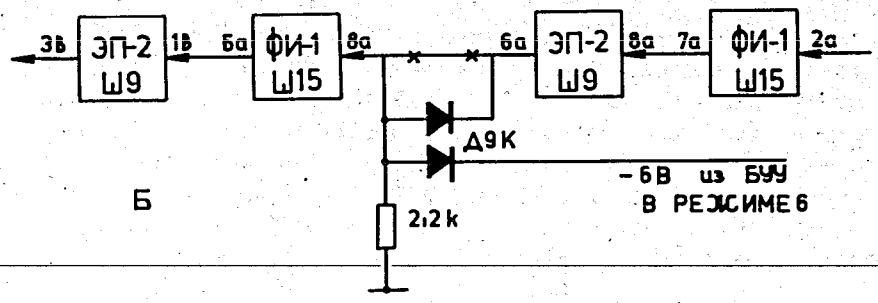 3В ЭП-2 Ш9 1В 5а ФИ-1 Ш15 8а 6а ЭП-2 Ш9 8а 7а ФИ-1 Ш15 2а
Д9К
-6В из БУУ
В РЕЖИМЕ 6
Б
2,2k